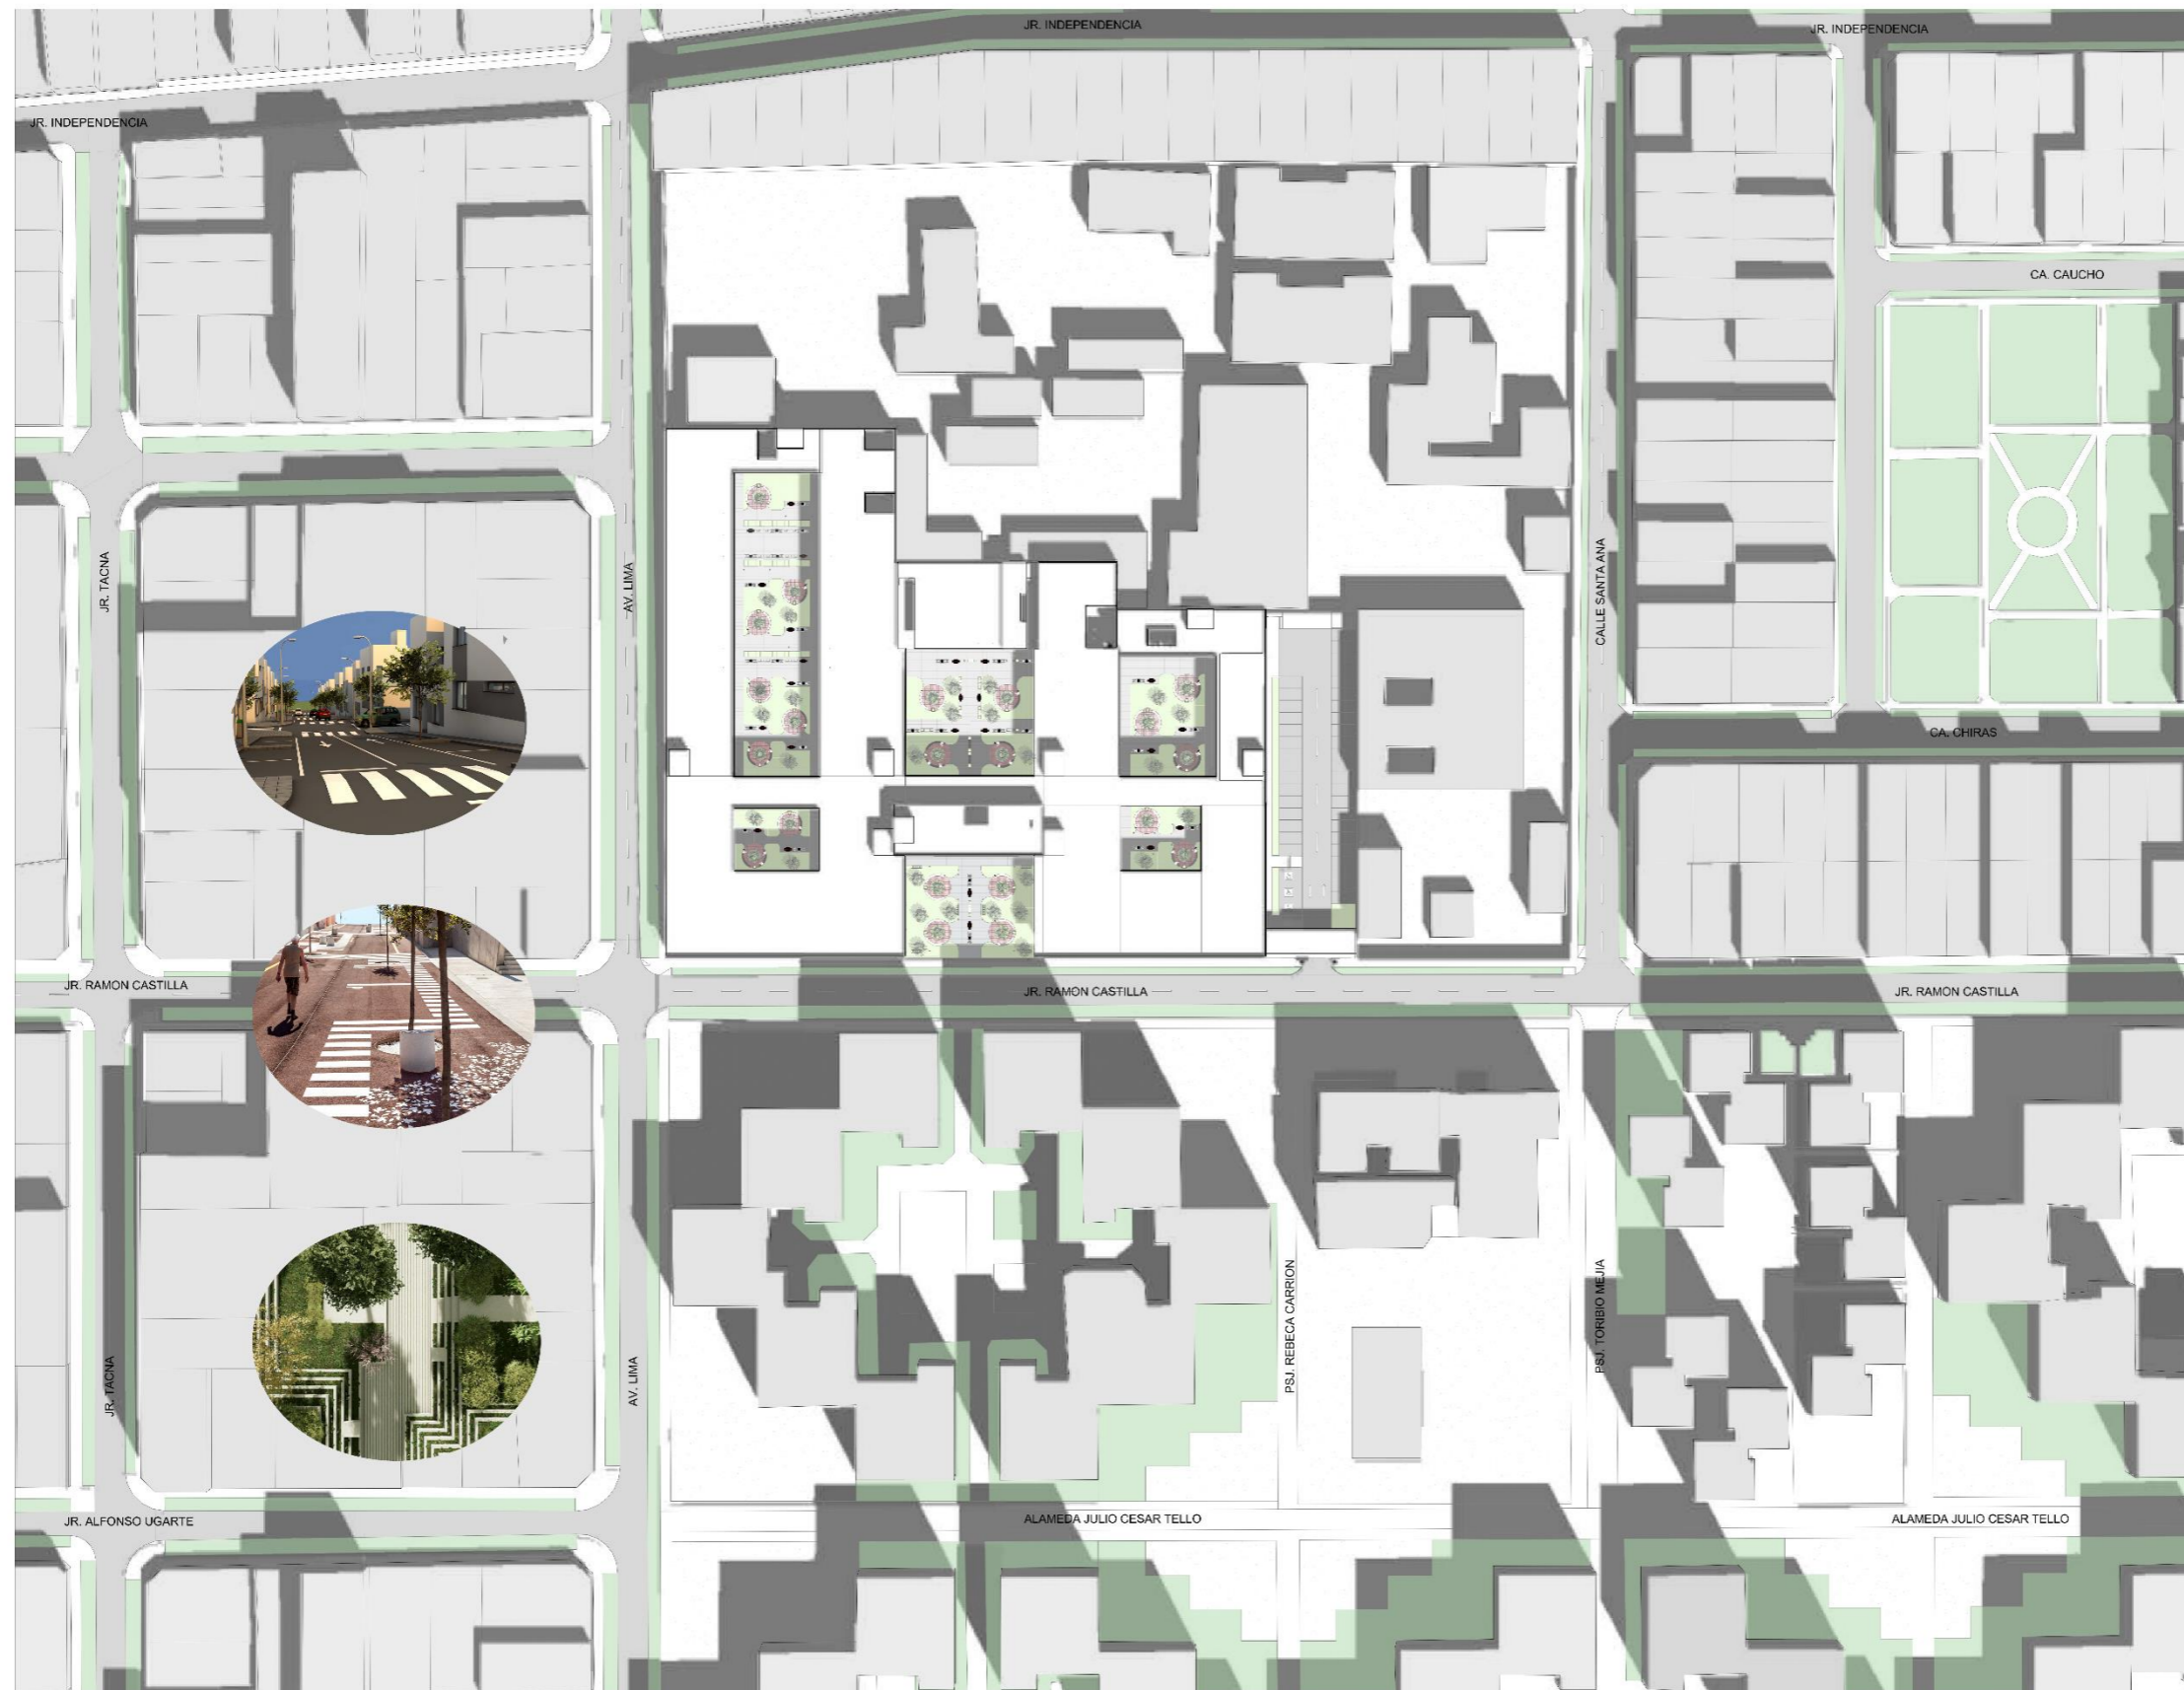 JR. INDEPENDENCIA
JR. INDEPENDENCIA
JR. INDEPENDENCIA
CA. CAUCHO
JR. TACNA
AV. LIMA
CALLE SANTA ANA
CA. CHIRAS
JR. RAMON CASTILLA
JR. RAMON CASTILLA
JR. RAMON CASTILLA
PSJ. REBECA CARRION
PSJ. TORIBIO MEJIA
JR. TACNA
AV. LIMA
JR. ALFONSO UGARTE
ALAMEDA JULIO CESAR TELLO
ALAMEDA JULIO CESAR TELLO